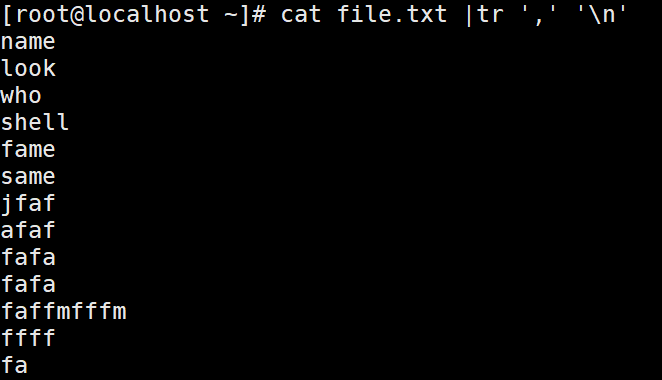 [root@localhost ~]# cat file.txt |tr ',' '\n'
name
look
who
shell
fame
same
jfaf
afaf
fafa
fafa
faffmfffm
ffff
fa